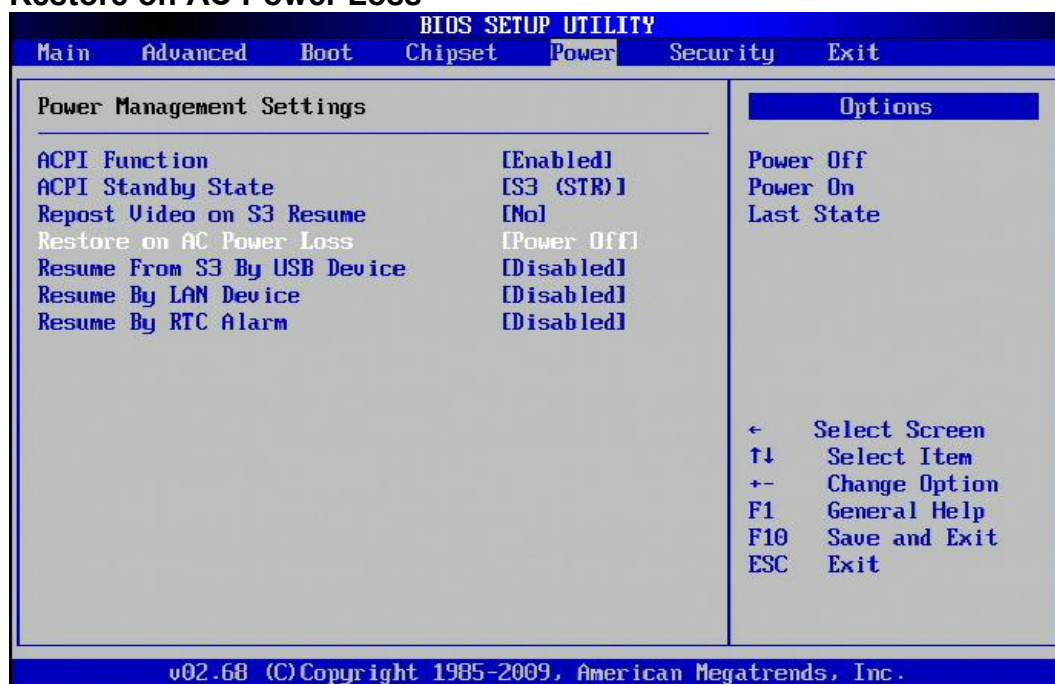 Restore on AC Power Loss
BIOS SETUP UTILITY
Main Advanced Boot Chipset Power Security Exit
Power Management Settings
ACPI Function [Enabled]
ACPI Standby State [S3 (STR)]
Repost Video on S3 Resume [No]
Restore on AC Power Loss [Power Off]
Resume From S3 By USB Device [Disabled]
Resume By LAN Device [Disabled]
Resume By RTC Alarm [Disabled]
Options
Power Off
Power On
Last State
← Select Screen
↑↓ Select Item
+- Change Option
F1 General Help
F10 Save and Exit
ESC Exit
v02.68 (C)Copyright 1985-2009, American Megatrends, Inc.